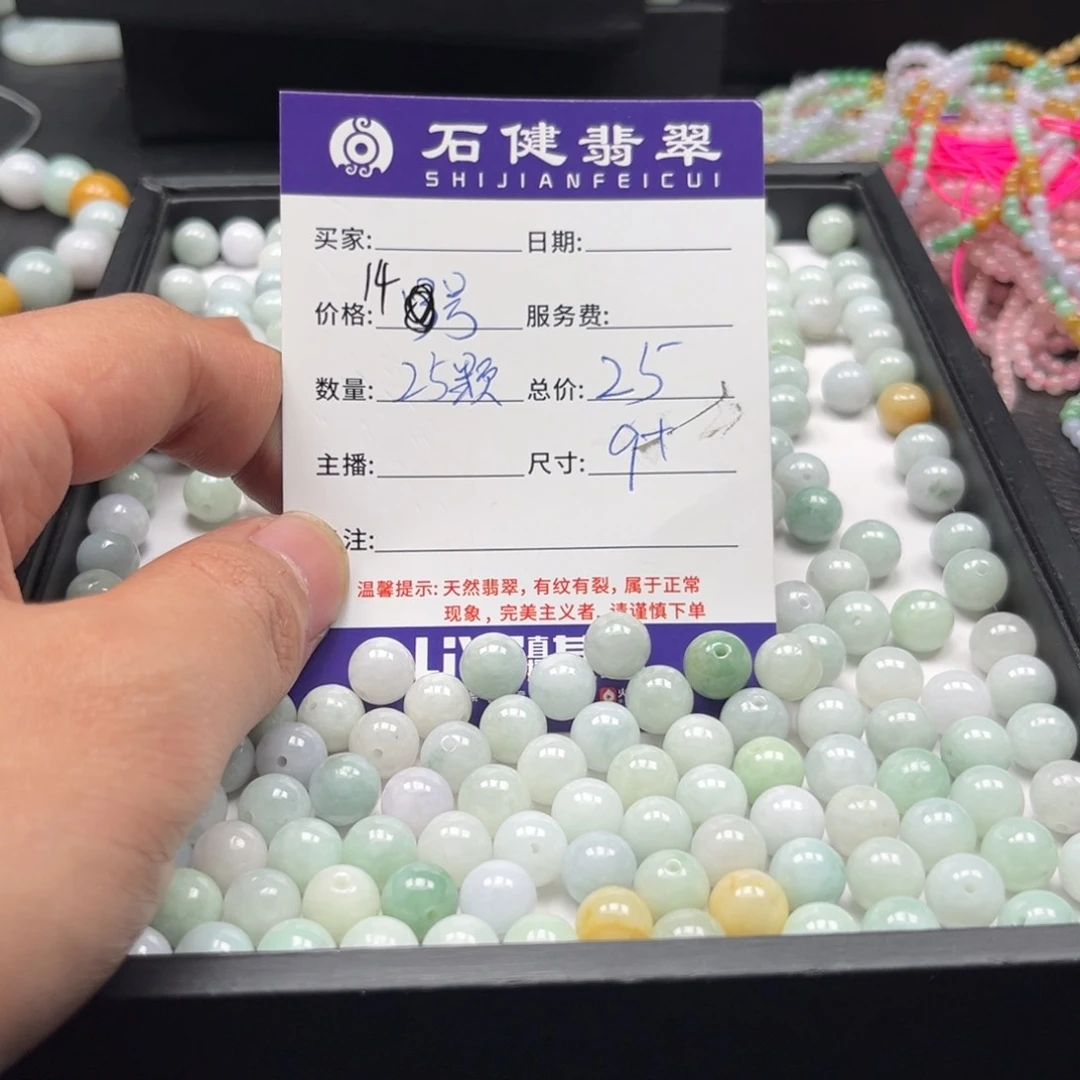 石健翡翠
SHIJIANFEICUI
买家: 日期:
价格: 14号 服务费:
数量: 25颗 总价: 25
主播: 尺寸: 9+
注:
温馨提示: 天然翡翠, 有纹有裂, 属于正常
现象, 完美主义者, 请谨慎下单